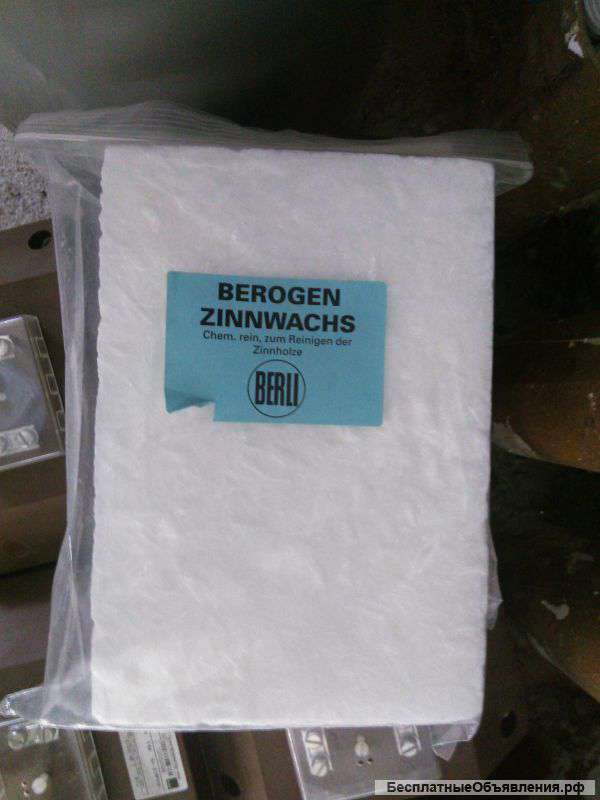 BEROGEN
ZINNWACHS
Chem. rein, zum Reinigen der
Zinnholze
BERLI
БесплатныеОбъявления.рф